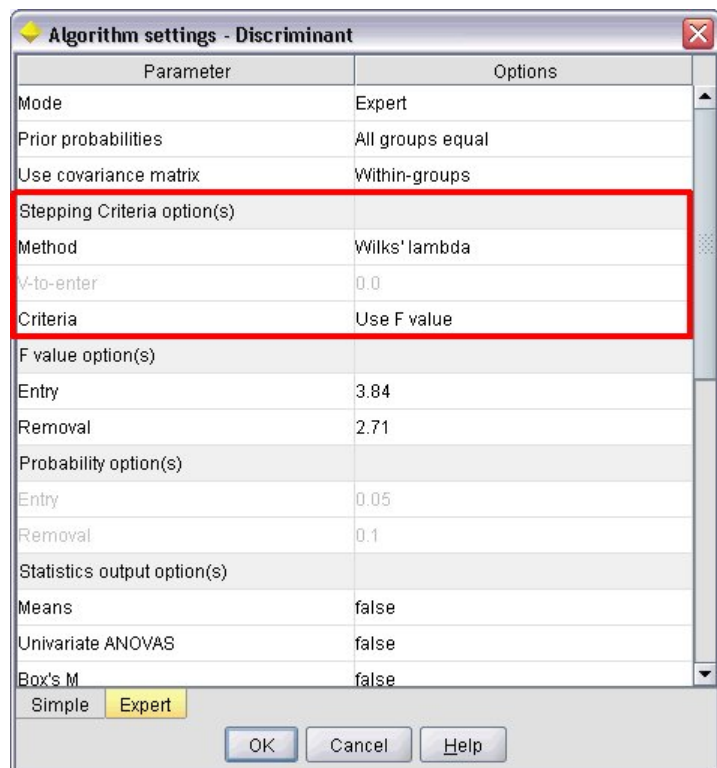 Algorithm settings - Discriminant
Parameter Options
Mode Expert
Prior probabilities All groups equal
Use covariance matrix Within-groups
Stepping Criteria option(s)
Method Wilks' lambda
V-to-enter 0.0
Criteria Use F value
F value option(s)
Entry 3.84
Removal 2.71
Probability option(s)
Entry 0.05
Removal 0.1
Statistics output option(s)
Means false
Univariate ANOVAS false
Box's M false
Simple Expert
OK Cancel Help